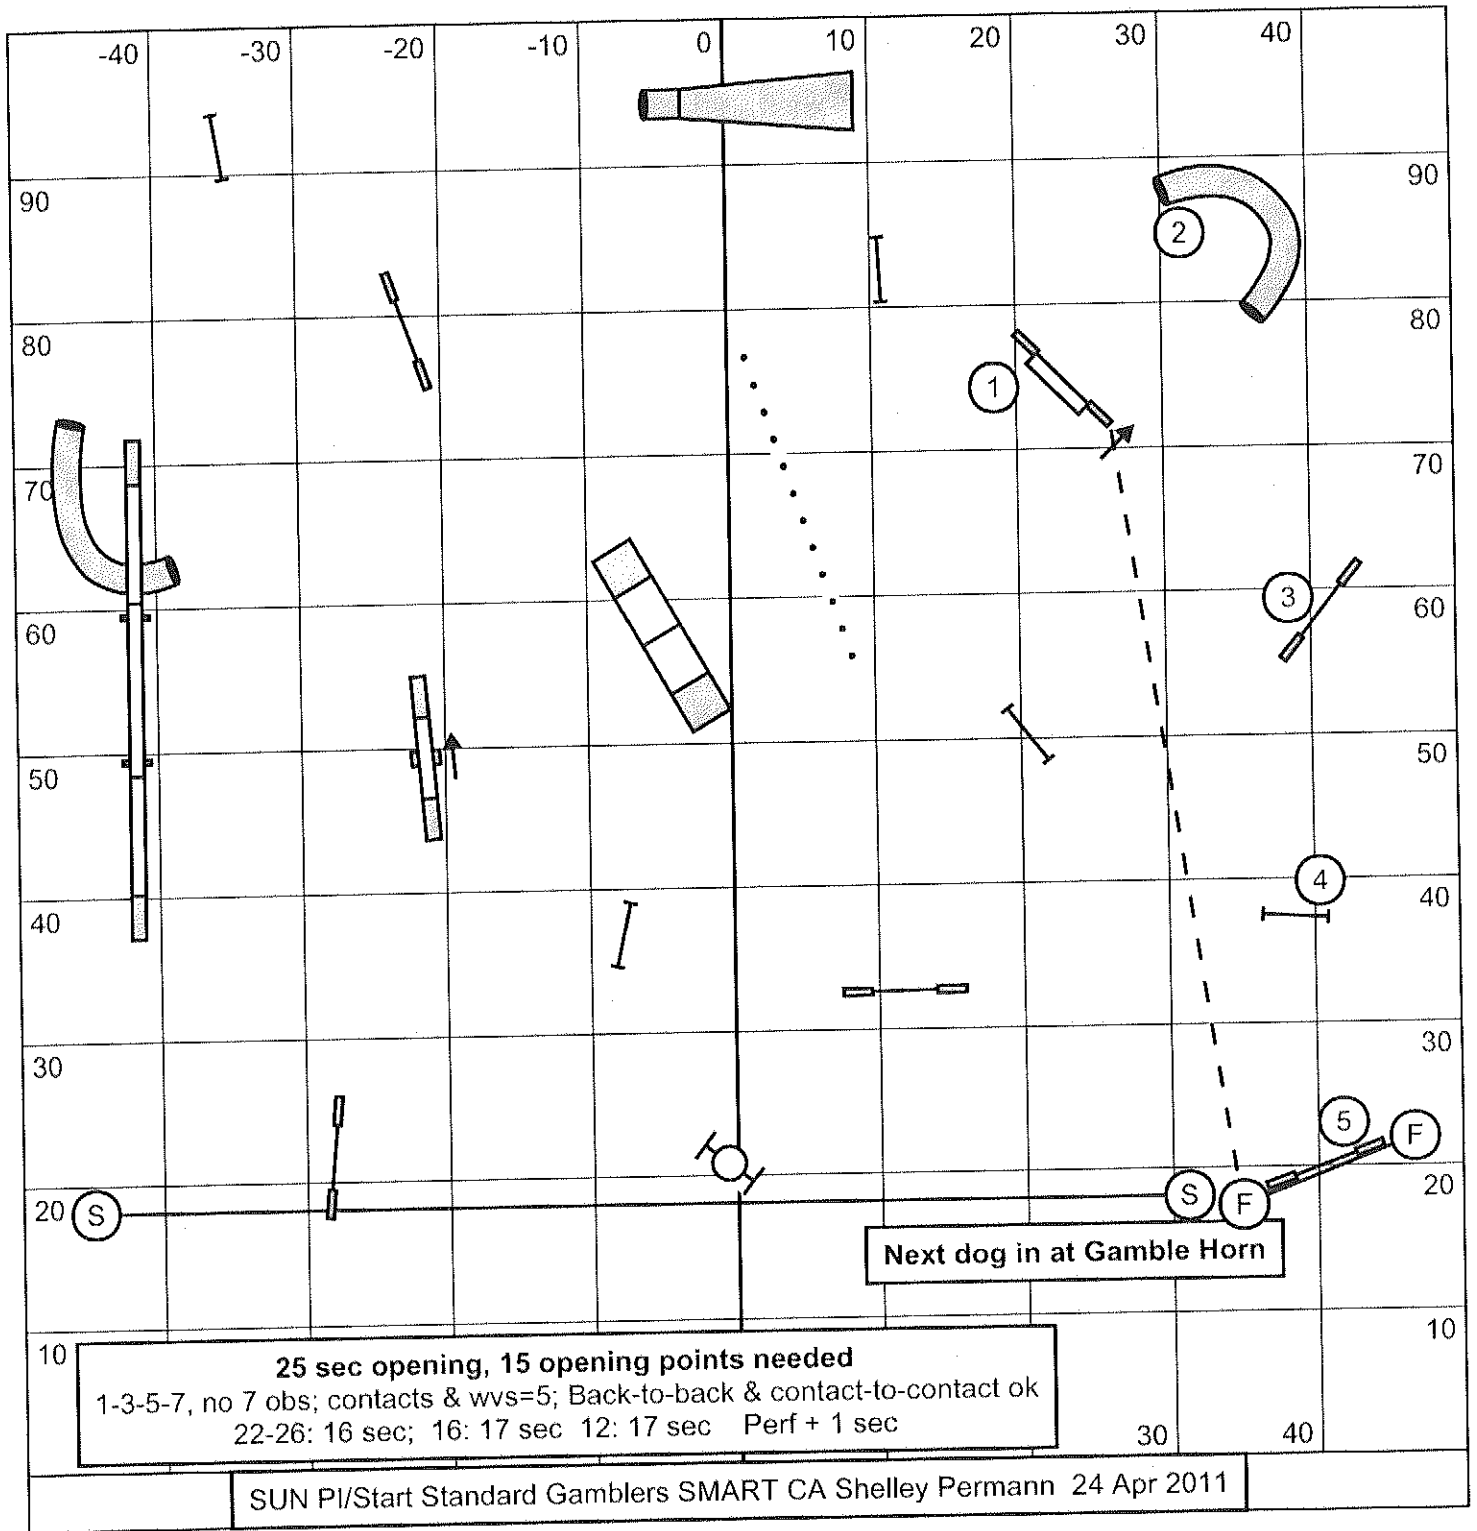 -40 -30 -20 -10 0 10 20 30 40
90 90
2
80 80
1
70 70
3
60 60
50 50
4
40 40
30 30
5 F
20 S S F 20
Next dog in at Gamble Horn
10 10
25 sec opening, 15 opening points needed
1-3-5-7, no 7 obs; contacts & wvs=5; Back-to-back & contact-to-contact ok
22-26: 16 sec; 16: 17 sec 12: 17 sec Perf + 1 sec
30 40
SUN PI/Start Standard Gamblers SMART CA Shelley Permann 24 Apr 2011